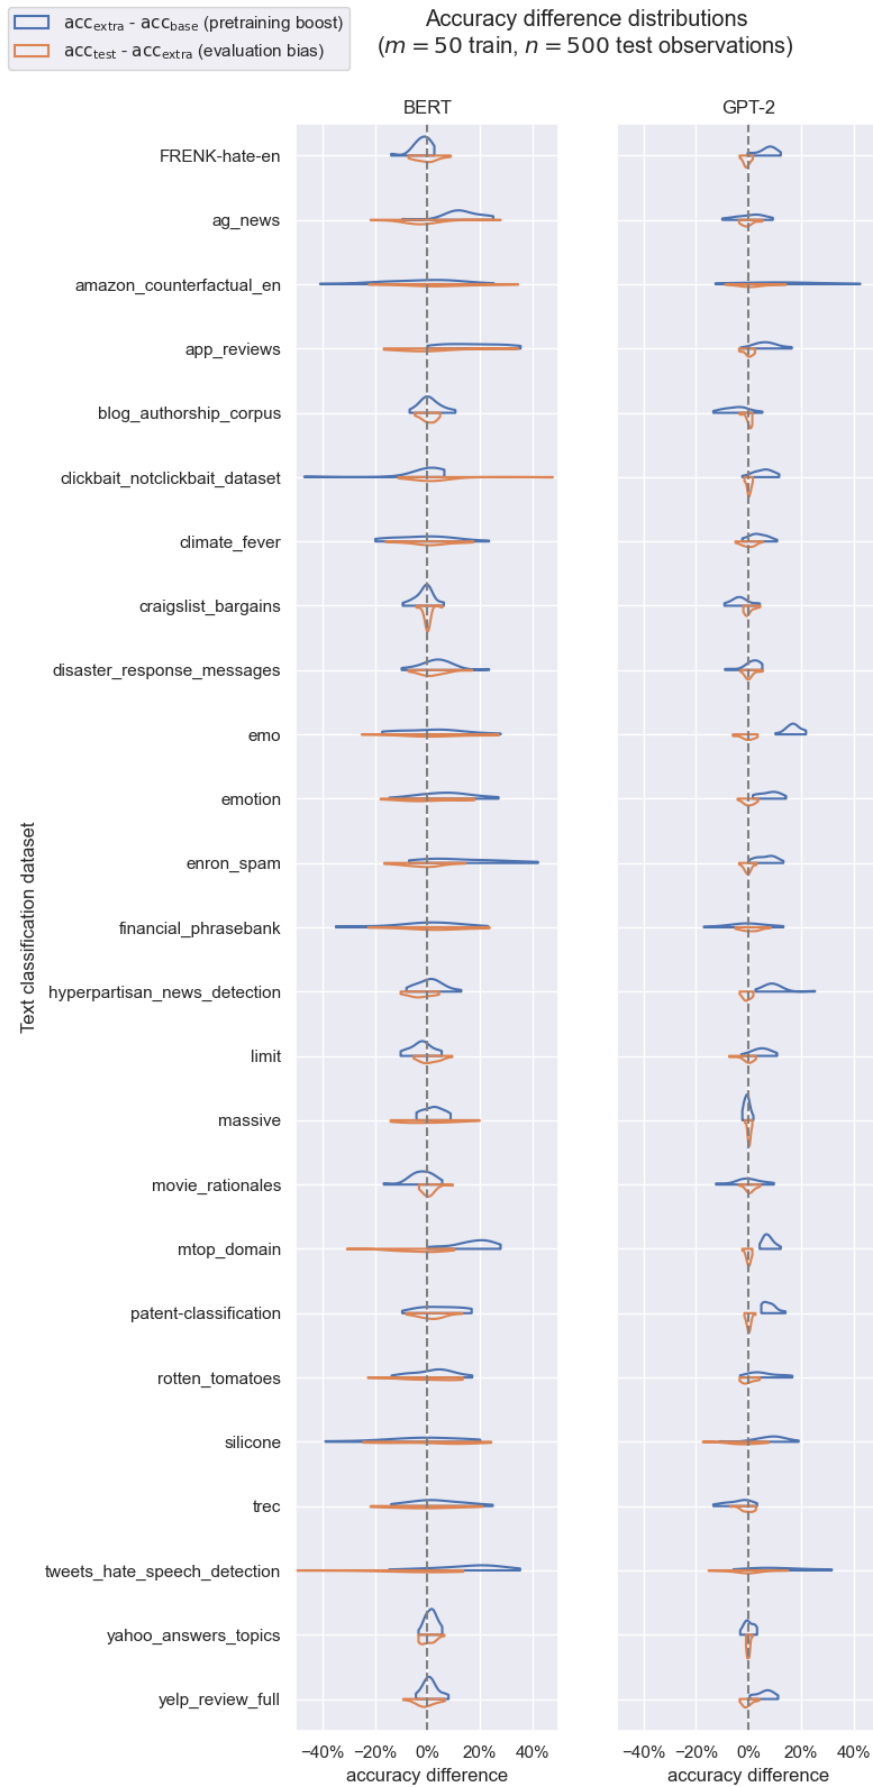 acc_extra - acc_base (pretraining boost)
acc_test - acc_extra (evaluation bias)
Accuracy difference distributions
(m = 50 train, n = 500 test observations)
BERT
GPT-2
Text classification dataset
FRENK-hate-en
ag_news
amazon_counterfactual_en
app_reviews
blog_authorship_corpus
clickbait_notclickbait_dataset
climate_fever
craigslist_bargains
disaster_response_messages
emo
emotion
enron_spam
financial_phrasebank
hyperpartisan_news_detection
limit
massive
movie_rationales
mtop_domain
patent-classification
rotten_tomatoes
silicone
trec
tweets_hate_speech_detection
yahoo_answers_topics
yelp_review_full
−40% −20% 0% 20% 40%
accuracy difference
−40% −20% 0% 20% 40%
accuracy difference